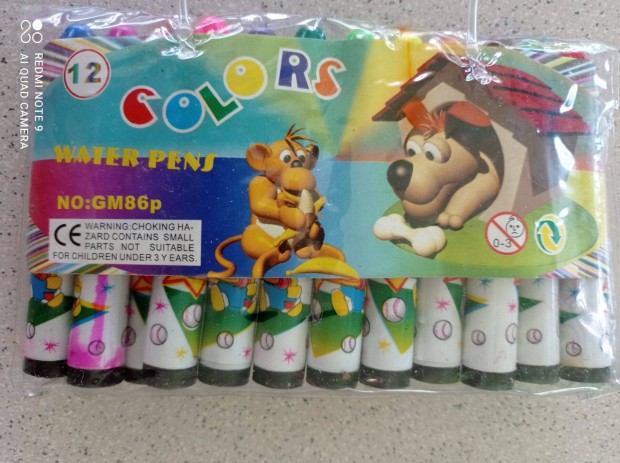 REDMI NOTE 9
AI QUAD CAMERA
12
COLORS
WATER PENS
NO:GM86p
CE
WARNING: CHOKING HA-
ZARD CONTAINS SMALL
PARTS NOT SUITABLE
FOR CHILDREN UNDER 3 YEARS.
0-3